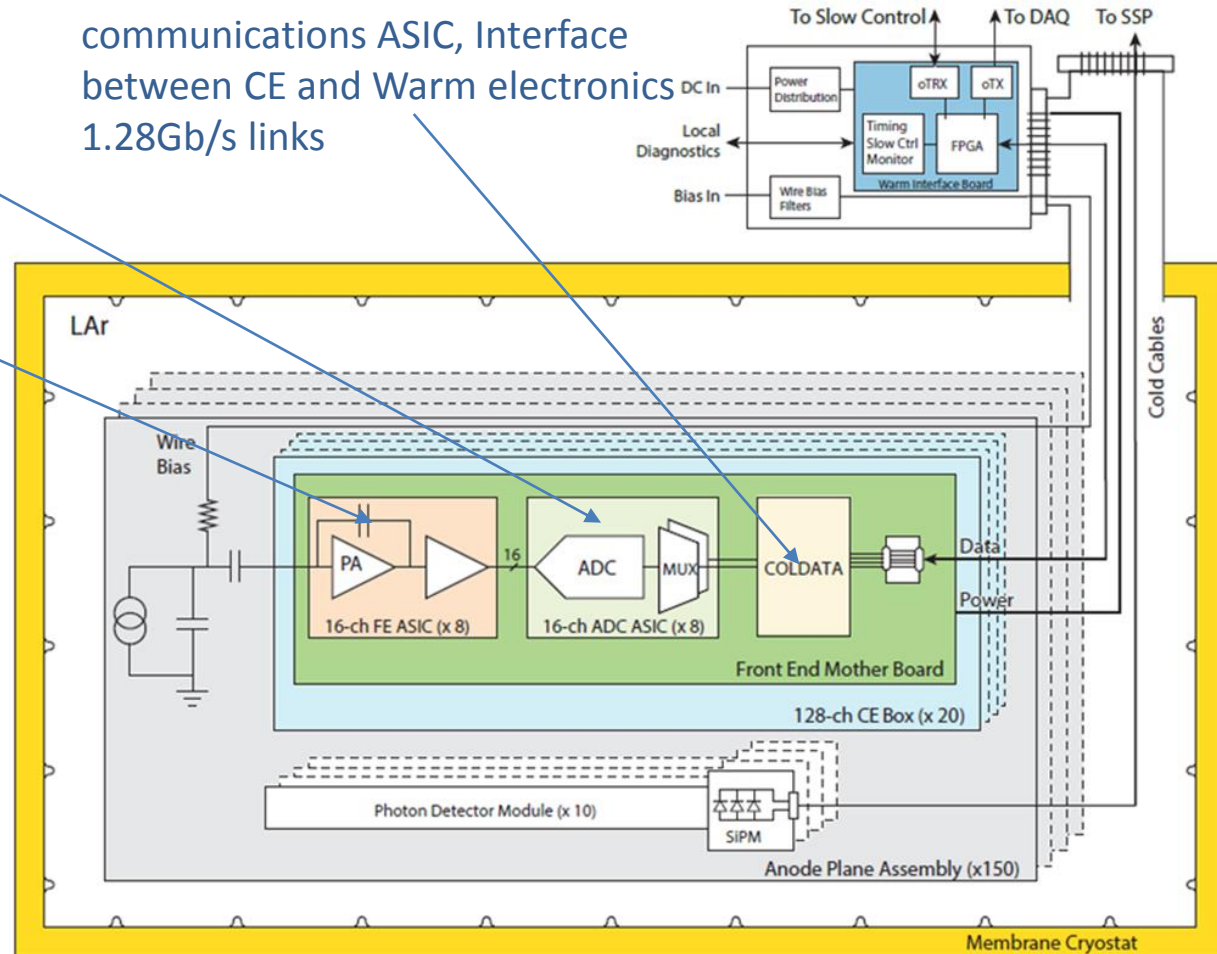 communications ASIC, Interface
between CE and Warm electronics
1.28Gb/s links
To Slow Control
To DAQ
To SSP
DC In
Power
Distribution
oTRX
oTX
Local
Diagnostics
Timing
Slow Ctrl
Monitor
FPGA
Warm Interface Board
Bias In
Wire Bias
Filters
LAr
Cold Cables
Wire
Bias
PA
16
ADC
MUX
COLDATA
Data
Power
16-ch FE ASIC (x 8)
16-ch ADC ASIC (x 8)
Front End Mother Board
128-ch CE Box (x 20)
Photon Detector Module (x 10)
SiPM
Anode Plane Assembly (x150)
Membrane Cryostat